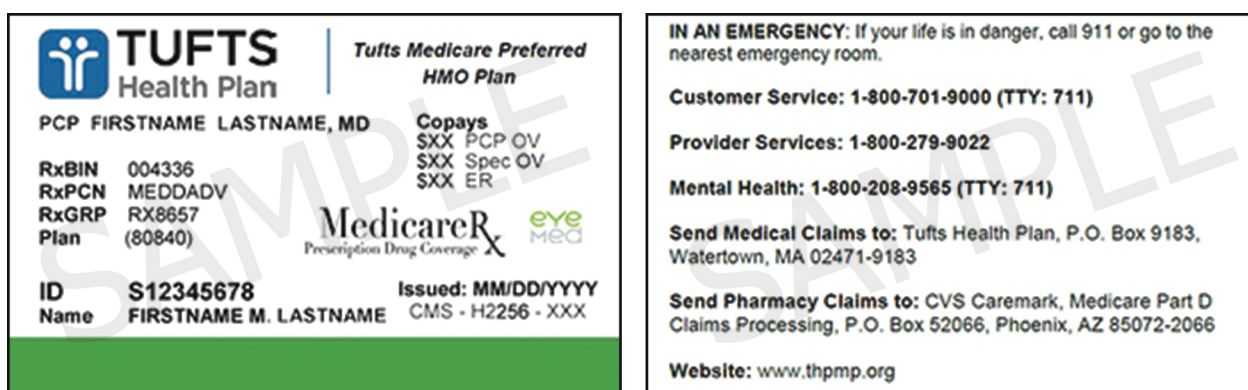 TUFTS
Health Plan
Tufts Medicare Preferred
HMO Plan
PCP FIRSTNAME LASTNAME, MD
Copays
$XX PCP OV
$XX Spec OV
$XX ER
RxBIN 004336
RxPCN MEDDADV
RxGRP RX8657
Plan (80840)
MedicareRx
Prescription Drug Coverage
eye
MED
ID S12345678
Name FIRSTNAME M. LASTNAME
Issued: MM/DD/YYYY
CMS - H2256 - XXX
SAMPLE
IN AN EMERGENCY: If your life is in danger, call 911 or go to the
nearest emergency room.
Customer Service: 1-800-701-9000 (TTY: 711)
Provider Services: 1-800-279-9022
Mental Health: 1-800-208-9565 (TTY: 711)
Send Medical Claims to: Tufts Health Plan, P.O. Box 9183,
Watertown, MA 02471-9183
Send Pharmacy Claims to: CVS Caremark, Medicare Part D
Claims Processing, P.O. Box 52066, Phoenix, AZ 85072-2066
Website: www.thpmp.org
SAMPLE